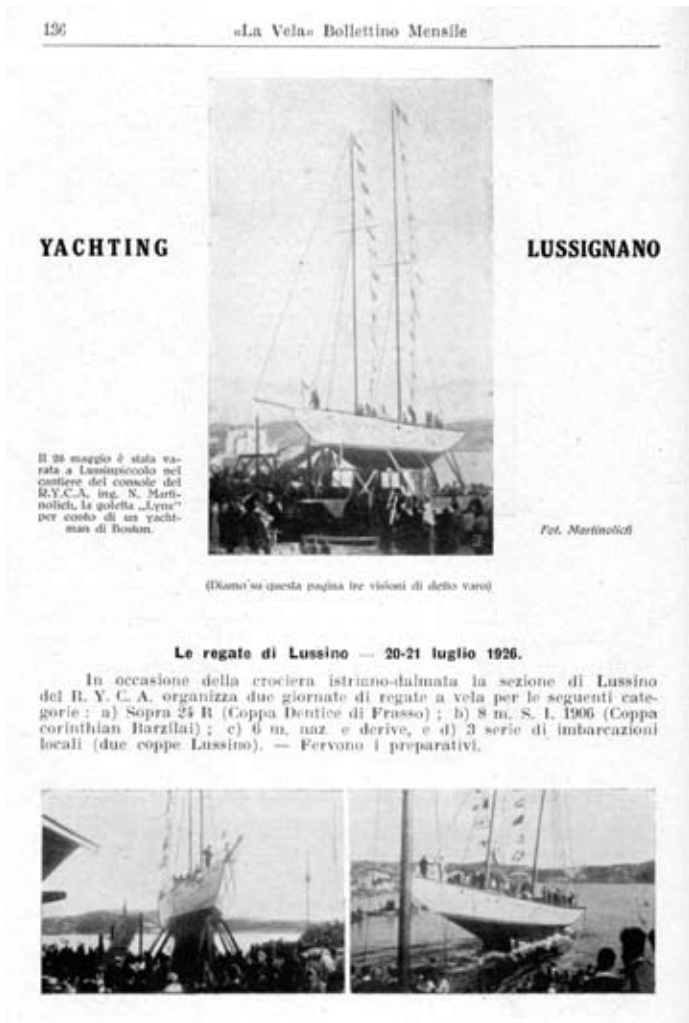 136
«La Vela» Bollettino Mensile
YACHTING
LUSSIGNANO
Il 26 maggio è stata va-
rata a Lussinpiccolo nel
cantiere del console del
R.Y.C.A. ing. N. Marti-
nolich, la goletta „Lynx"
per conto di un yacht-
man di Boston.
Fot. Martinolich
(Diamo su questa pagina tre visioni di detto varo)
Le regate di Lussino — 20-21 luglio 1926.
In occasione della crociera istriano-dalmata la sezione di Lussino
del R. Y. C. A. organizza due giornate di regate a vela per le seguenti cate-
gorie : a) Sopra 24 R (Coppa Dentice di Frasso) ; b) 8 m. S. I. 1906 (Coppa
corinthian Barzilai) ; c) 6 m. naz. e derive, e d) 3 serie di imbarcazioni
locali (due coppe Lussino). — Fervono i preparativi.